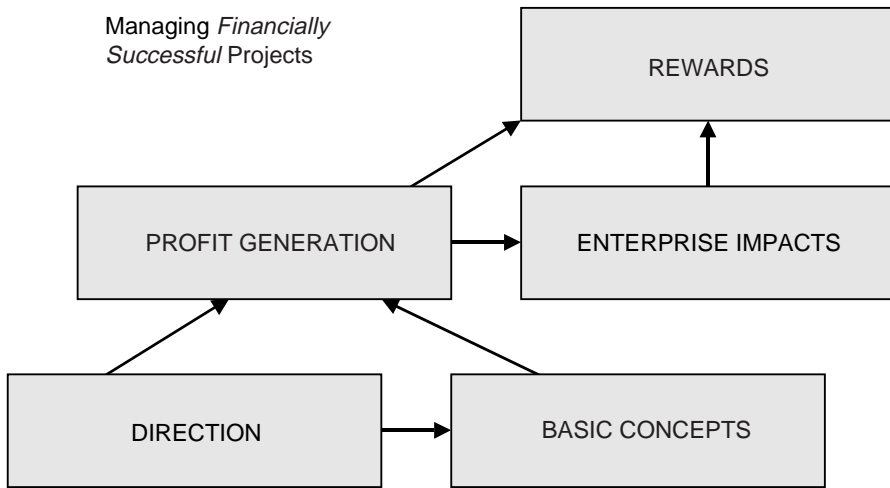 Managing Financially
Successful Projects
REWARDS
PROFIT GENERATION
ENTERPRISE IMPACTS
DIRECTION
BASIC CONCEPTS